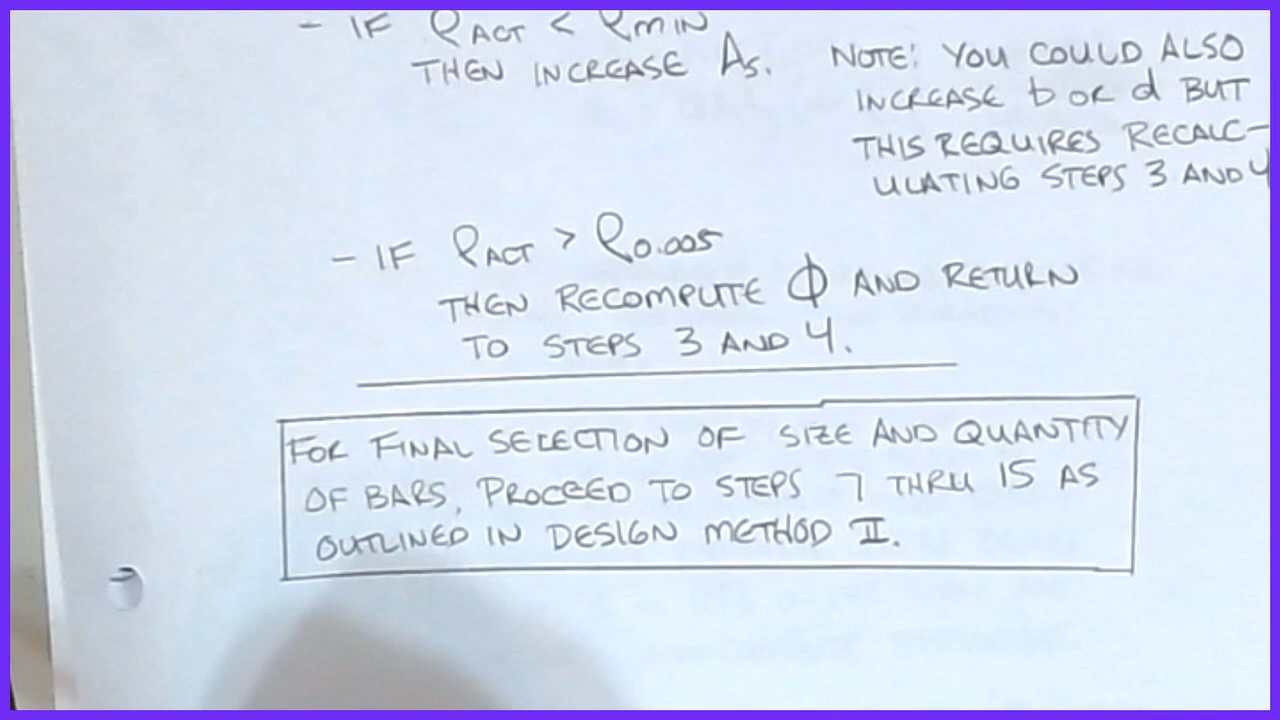 - IF ρACT < ρMIN
THEN INCREASE As.
NOTE: YOU COULD ALSO
INCREASE b OR d BUT
THIS REQUIRES RECALC-
ULATING STEPS 3 AND 4
- IF ρACT > ρ0.005
THEN RECOMPUTE Φ AND RETURN
TO STEPS 3 AND 4.
FOR FINAL SELECTION OF SIZE AND QUANTITY
OF BARS, PROCEED TO STEPS 7 THRU 15 AS
OUTLINED IN DESIGN METHOD II.